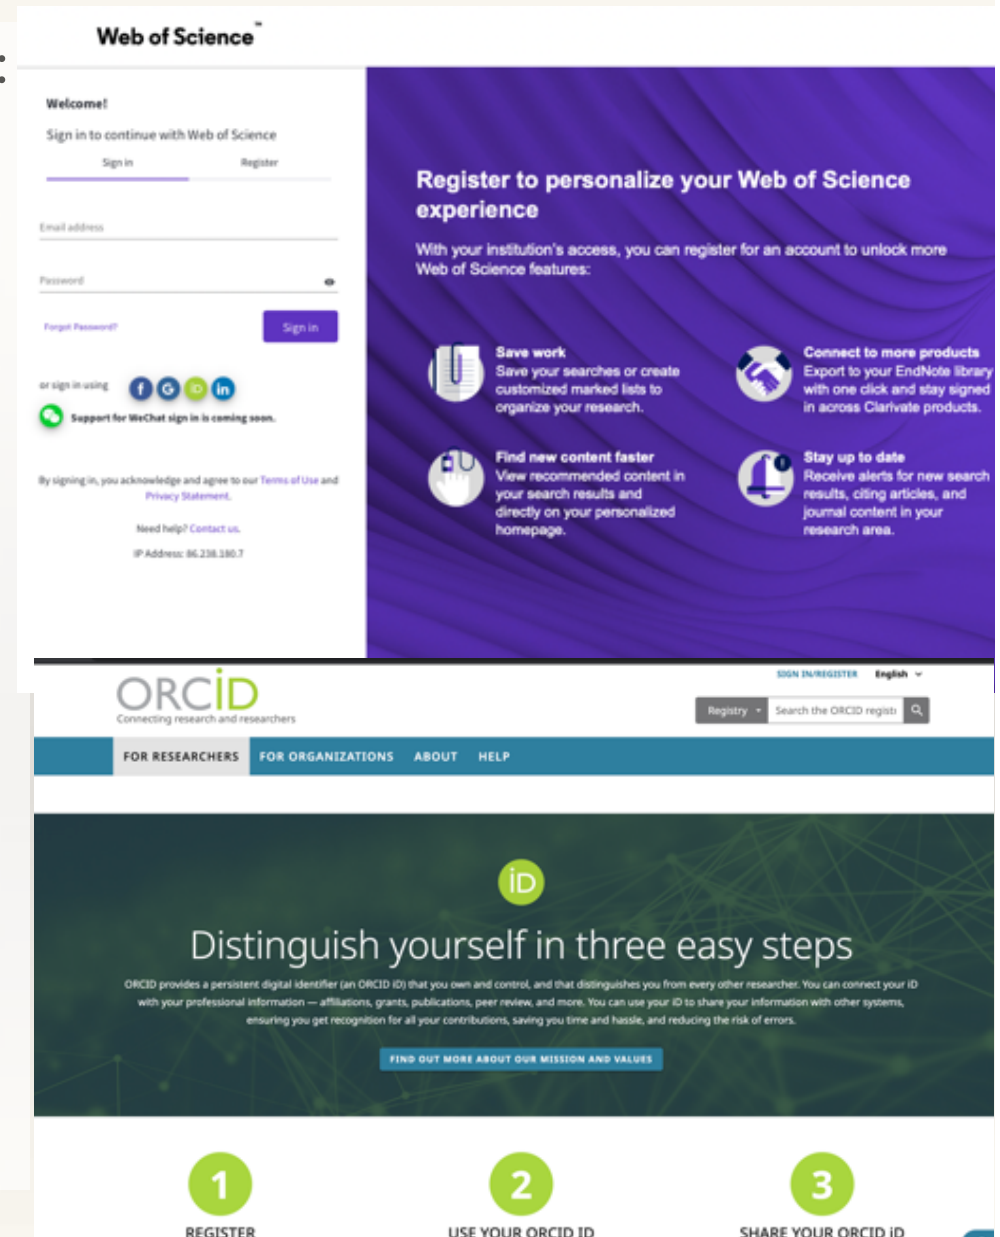 Web of Science™
Welcome!
Sign in to continue with Web of Science
Sign in
Register
Email address
Password
Forgot Password?
Sign in
or sign in using
f
G
iD
in
Support for WeChat sign in is coming soon.
By signing in, you acknowledge and agree to our Terms of Use and
Privacy Statement.
Need help? Contact us.
IP Address: 86.238.180.7
Register to personalize your Web of Science
experience
With your institution's access, you can register for an account to unlock more
Web of Science features:
Save work
Save your searches or create
customized marked lists to
organize your research.
Connect to more products
Export to your EndNote library
with one click and stay signed
in across Clarivate products.
Find new content faster
View recommended content in
your search results and
directly on your personalized
homepage.
Stay up to date
Receive alerts for new search
results, citing articles, and
journal content in your
research area.
ORCiD
Connecting research and researchers
SIGN IN/REGISTER
English
Registry
Search the ORCID regist
FOR RESEARCHERS
FOR ORGANIZATIONS
ABOUT
HELP
iD
Distinguish yourself in three easy steps
ORCID provides a persistent digital identifier (an ORCID iD) that you own and control, and that distinguishes you from every other researcher. You can connect your iD
with your professional information — affiliations, grants, publications, peer review, and more. You can use your iD to share your information with other systems,
ensuring you get recognition for all your contributions, saving you time and hassle, and reducing the risk of errors.
FIND OUT MORE ABOUT OUR MISSION AND VALUES
1
REGISTER
2
USE YOUR ORCID ID
3
SHARE YOUR ORCID iD